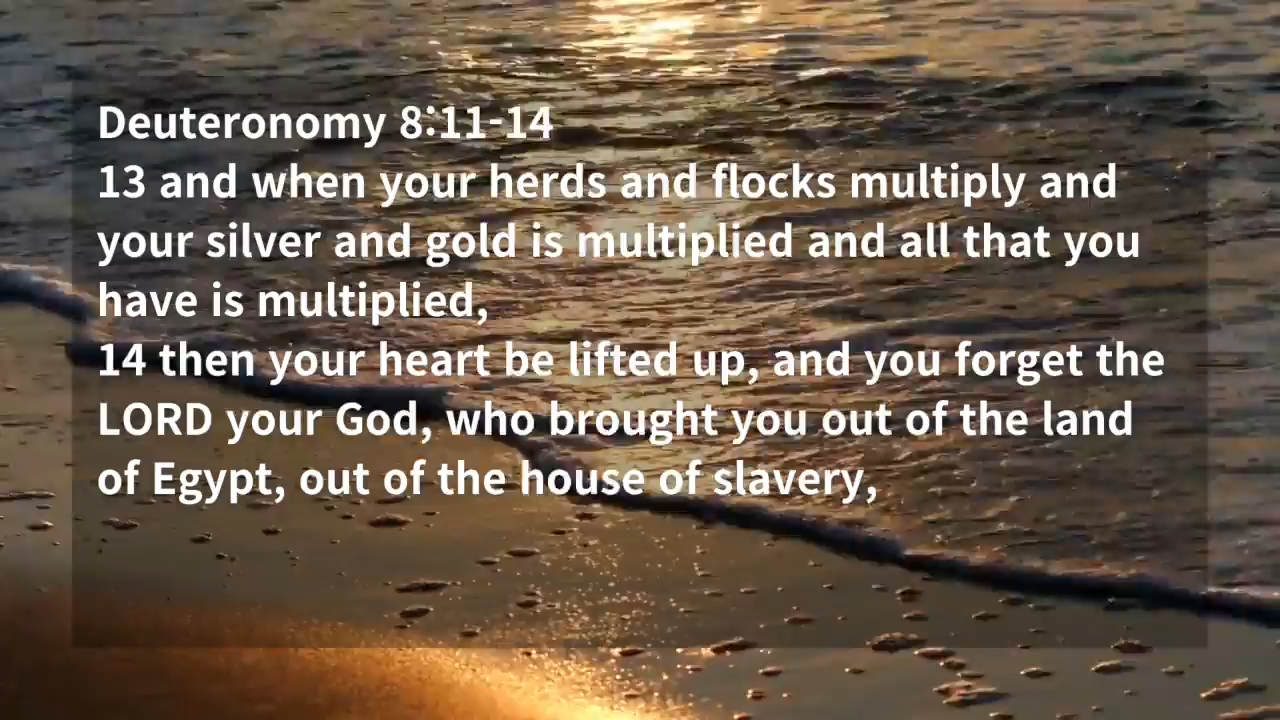 Deuteronomy 8:11-14
13 and when your herds and flocks multiply and
your silver and gold is multiplied and all that you
have is multiplied,
14 then your heart be lifted up, and you forget the
LORD your God, who brought you out of the land
of Egypt, out of the house of slavery,